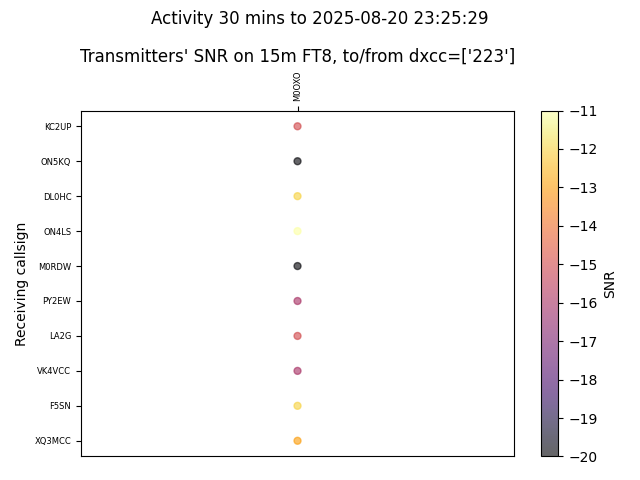 Activity 30 mins to 2025-08-20 23:25:29
Transmitters' SNR on 15m FT8, to/from dxcc=['223']
M0OXO
KC2UP
ON5KQ
DL0HC
ON4LS
M0RDW
PY2EW
LA2G
VK4VCC
F5SN
XQ3MCC
Receiving callsign
−11
−12
−13
−14
−15
−16
−17
−18
−19
−20
SNR